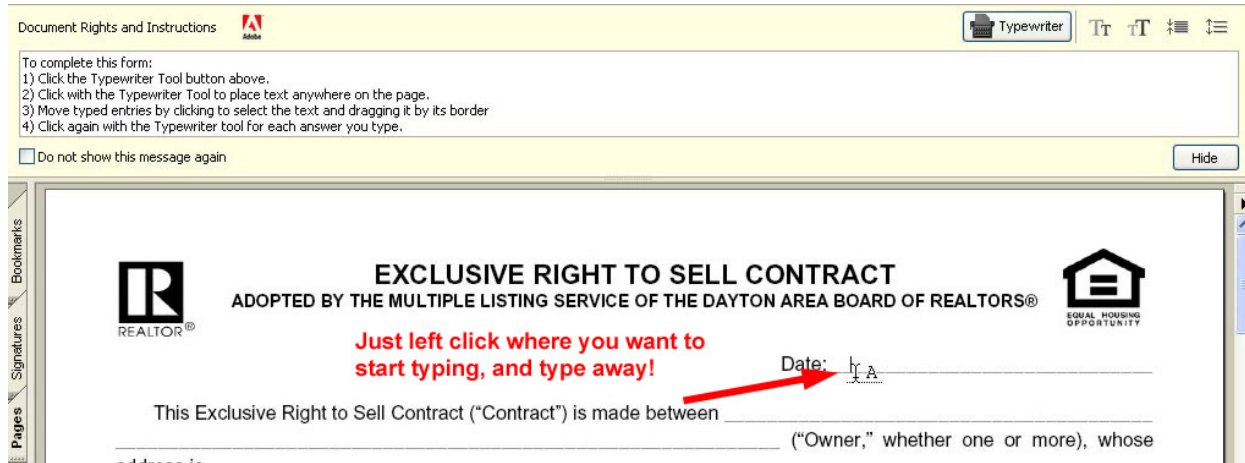 Document Rights and Instructions
Adobe
Typewriter
TT TT
To complete this form:
1) Click the Typewriter Tool button above.
2) Click with the Typewriter Tool to place text anywhere on the page.
3) Move typed entries by clicking to select the text and dragging it by its border
4) Click again with the Typewriter tool for each answer you type.
Do not show this message again
Hide
Bookmarks
Signatures
Pages
REALTOR®
EXCLUSIVE RIGHT TO SELL CONTRACT
ADOPTED BY THE MULTIPLE LISTING SERVICE OF THE DAYTON AREA BOARD OF REALTORS®
EQUAL HOUSING
OPPORTUNITY
Just left click where you want to
start typing, and type away!
Date: A
This Exclusive Right to Sell Contract (“Contract”) is made between
(“Owner,” whether one or more), whose
address is